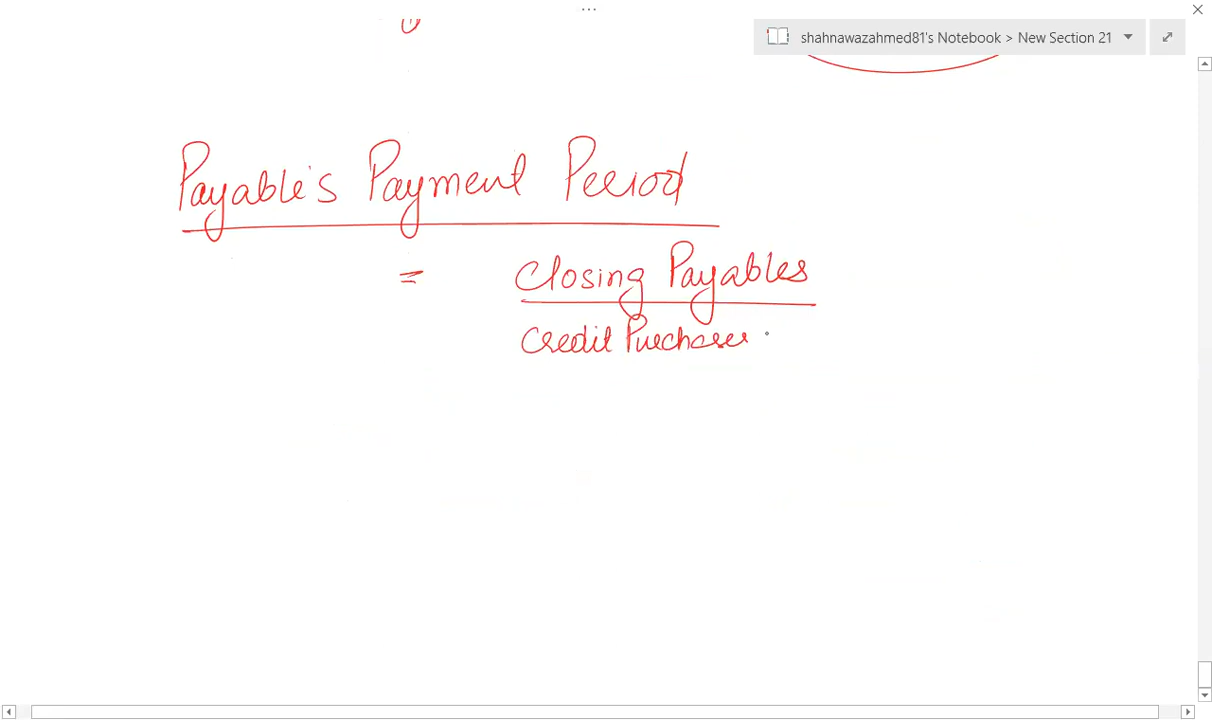 ...
shahnawazahmed81's Notebook > New Section 21
Payable's Payment Period
= Closing Payables
Credit Purchases